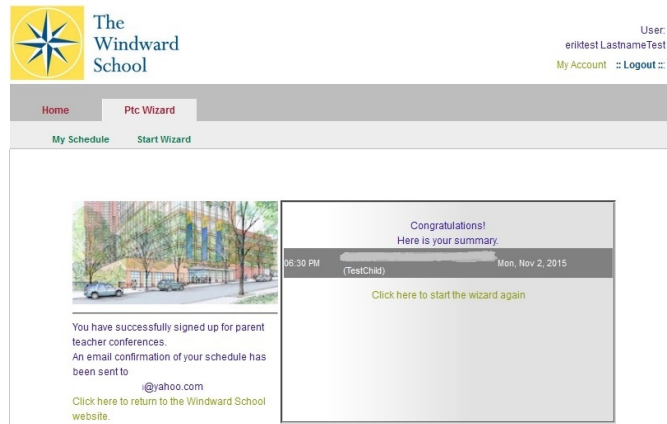 The
Windward
School
User:
eriktest LastnameTest
My Account :: Logout ::
Home Ptc Wizard
My Schedule Start Wizard
Congratulations!
Here is your summary.
06:30 PM Mon, Nov 2, 2015
(TestChild)
Click here to start the wizard again
You have successfully signed up for parent
teacher conferences.
An email confirmation of your schedule has
been sent to
@yahoo.com
Click here to return to the Windward School
website.